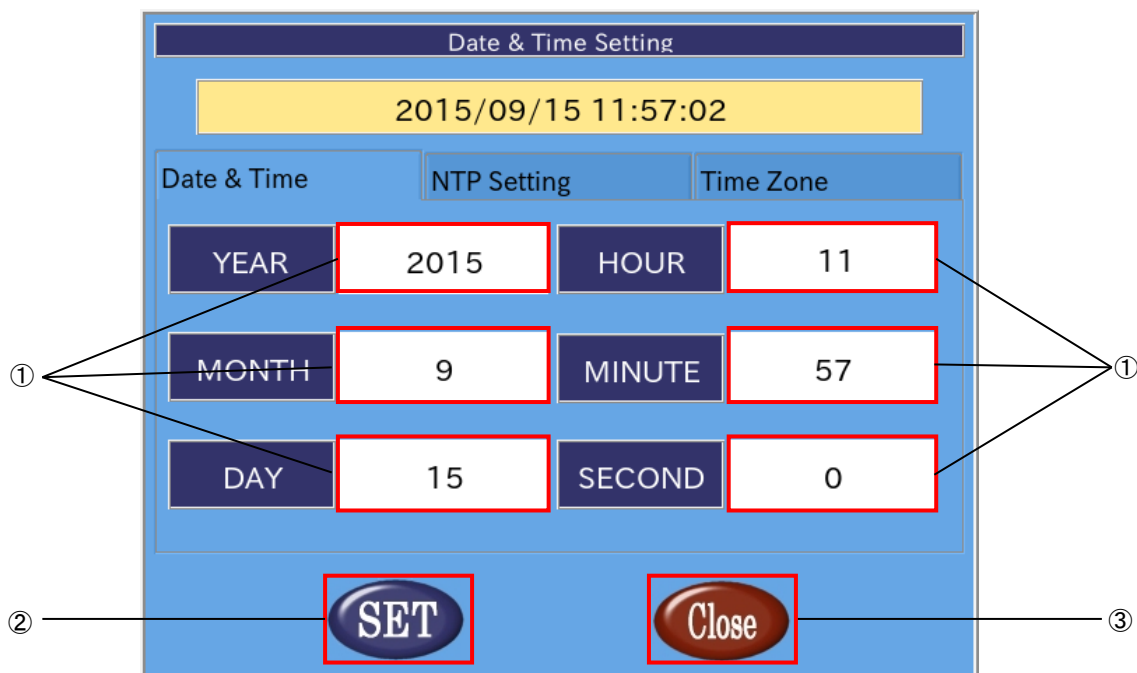 Date & Time Setting
2015/09/15 11:57:02
Date & Time NTP Setting Time Zone
YEAR 2015 HOUR 11
① MONTH 9 MINUTE 57 ①
DAY 15 SECOND 0
② SET Close ③